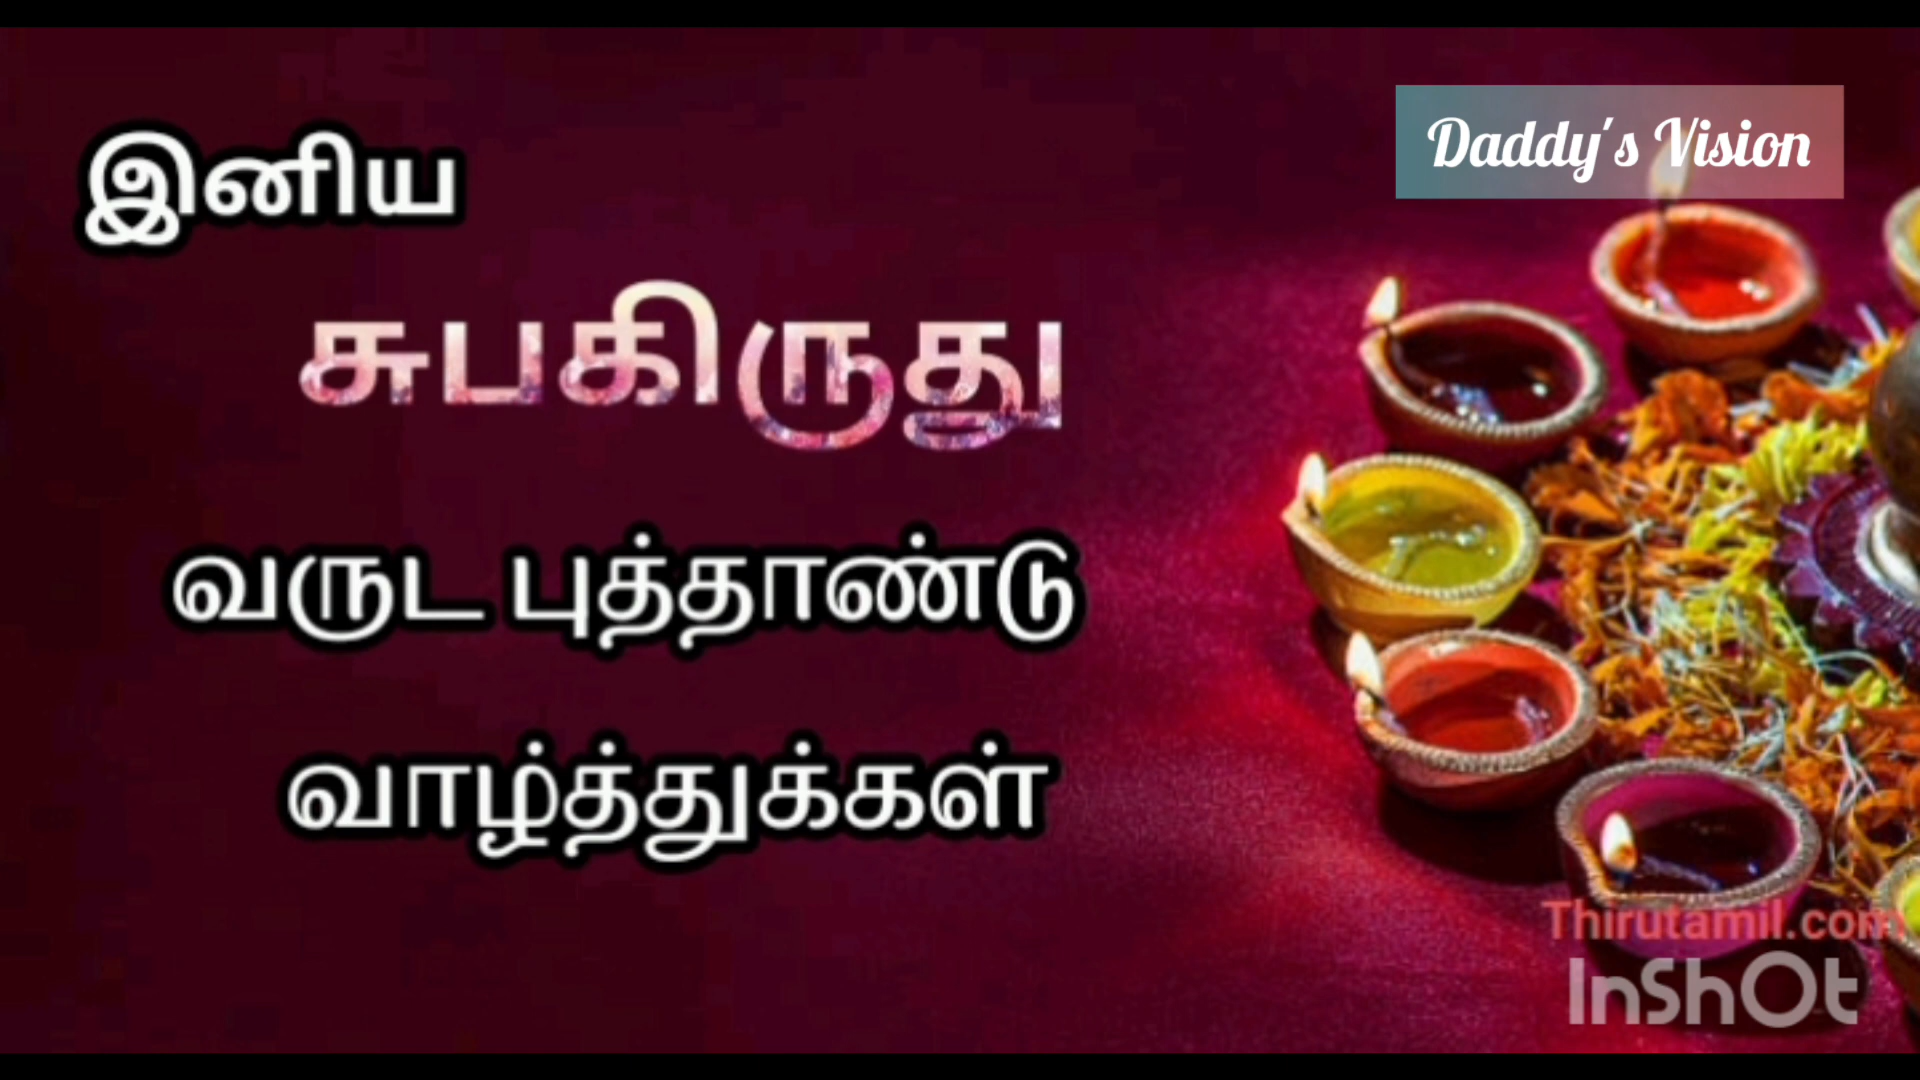 Daddy's Vision
இனிய
சுபகிருது
வருட புத்தாண்டு
வாழ்த்துக்கள்
Thirutamil.com
InShOt